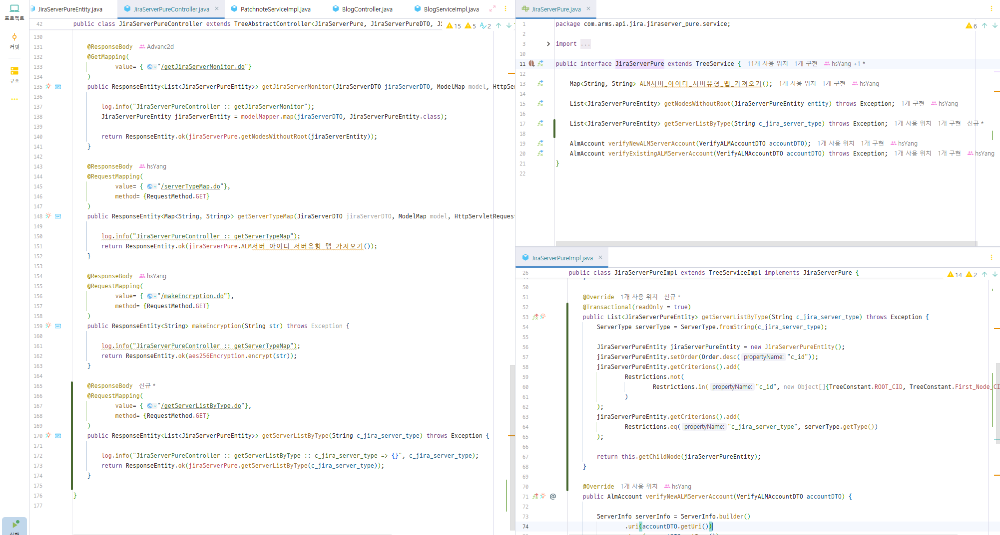 프로젝트
커밋
구조
JiraServerPureEntity.java
JiraServerPureController.java
PatchnoteServiceImpl.java
BlogController.java
BlogServiceImpl.java
42 public class JiraServerPureController extends TreeAbstractController<JiraServerPure, JiraServerPureDTO, Ji
15 5 2
130
131 @ResponseBody Advanc2d
132 @GetMapping(
133 value= { "/getJiraServerMonitor.do"}
134 )
135 public ResponseEntity<List<JiraServerPureEntity>> getJiraServerMonitor(JiraServerDTO jiraServerDTO, ModelMap model, HttpServ
136
137 log.info("JiraServerPureController :: getJiraServerMonitor");
138 JiraServerPureEntity jiraServerEntity = modelMapper.map(jiraServerDTO, JiraServerPureEntity.class);
139
140 return ResponseEntity.ok(jiraServerPure.getNodesWithoutRoot(jiraServerEntity));
141 }
142
143 @ResponseBody hsYang
144 @RequestMapping(
145 value= { "/serverTypeMap.do"},
146 method= {RequestMethod.GET}
147 )
148 public ResponseEntity<Map<String, String>> getServerTypeMap(JiraServerDTO jiraServerDTO, ModelMap model, HttpServletRequest
149
150 log.info("JiraServerPureController :: getServerTypeMap");
151 return ResponseEntity.ok(jiraServerPure.ALM서버_아이디_서버유형_맵_가져오기());
152 }
153
154 @ResponseBody hsYang
155 @RequestMapping(
156 value= { "/makeEncryption.do"},
157 method= {RequestMethod.GET}
158 )
159 public ResponseEntity<String> makeEncryption(String str) throws Exception {
160
161 log.info("JiraServerPureController :: getServerTypeMap");
162 return ResponseEntity.ok(aes256Encryption.encrypt(str));
163 }
164
165 @ResponseBody 신규 *
166 @RequestMapping(
167 value= { "/getServerListByType.do"},
168 method= {RequestMethod.GET}
169 )
170 public ResponseEntity<List<JiraServerPureEntity>> getServerListByType(String c_jira_server_type) throws Exception {
171
172 log.info("JiraServerPureController :: getServerListByType :: c_jira_server_type => {}", c_jira_server_type);
173 return ResponseEntity.ok(jiraServerPure.getServerListByType(c_jira_server_type));
174 }
175
176 }
177
JiraServerPure.java
1 package com.arms.api.jira.jiraserver_pure.service;
6
2
3 import ...
10
11 public interface JiraServerPure extends TreeService { 11개 사용 위치 1개 구현 hsYang +1 *
12
13 Map<String, String> ALM서버_아이디_서버유형_맵_가져오기(); 1개 사용 위치 1개 구현 hsYang
14
15 List<JiraServerPureEntity> getNodesWithoutRoot(JiraServerPureEntity entity) throws Exception; 1개 구현 hsYang
16
17 List<JiraServerPureEntity> getServerListByType(String c_jira_server_type) throws Exception; 1개 사용 위치 1개 구현 신규 *
18
19 AlmAccount verifyNewALMServerAccount(VerifyALMAccountDTO accountDTO); 1개 사용 위치 1개 구현 hsYang
20 AlmAccount verifyExistingALMServerAccount(VerifyALMAccountDTO accountDTO) throws Exception; 1개 사용 위치 1개 구현 hsYang
21 }
22
JiraServerPureImpl.java
26 public class JiraServerPureImpl extends TreeServiceImpl implements JiraServerPure {
14 2
50
51 @Override 1개 사용 위치 신규 *
52 @Transactional(readOnly = true)
53 public List<JiraServerPureEntity> getServerListByType(String c_jira_server_type) throws Exception {
54 ServerType serverType = ServerType.fromString(c_jira_server_type);
55
56 JiraServerPureEntity jiraServerPureEntity = new JiraServerPureEntity();
57 jiraServerPureEntity.setOrder(Order.desc( propertyName: "c_id"));
58 jiraServerPureEntity.getCriterions().add(
59 Restrictions.not(
60 Restrictions.in( propertyName: "c_id", new Object[]{TreeConstant.ROOT_CID, TreeConstant.First_Node_CI
61 )
62 );
63 jiraServerPureEntity.getCriterions().add(
64 Restrictions.eq( propertyName: "c_jira_server_type", serverType.getType())
65 );
66
67 return this.getChildNode(jiraServerPureEntity);
68 }
69
70 @Override 1개 사용 위치 hsYang
71 @ public AlmAccount verifyNewALMServerAccount(VerifyALMAccountDTO accountDTO) {
72
73 ServerInfo serverInfo = ServerInfo.builder()
74 .uri(accountDTO.getUri())